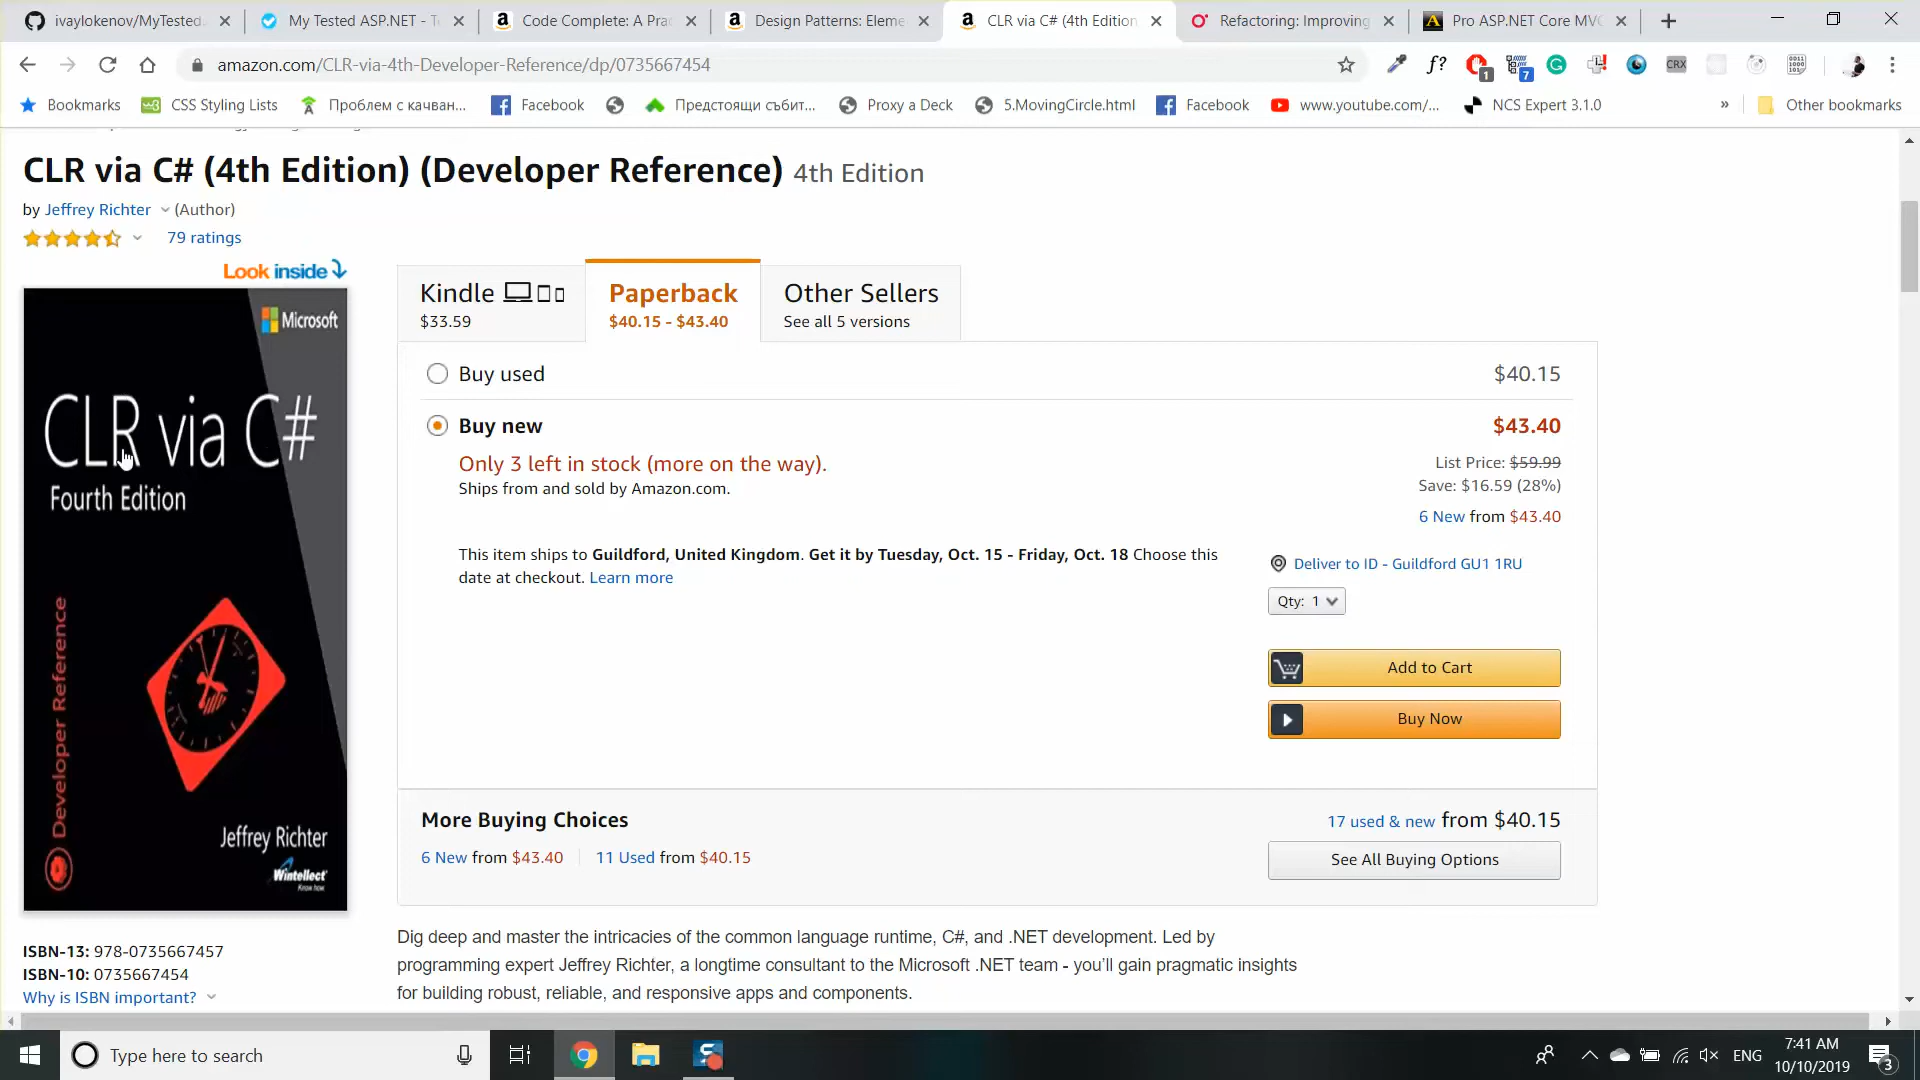 ivaylokenov/MyTested.
My Tested ASP.NET - T
Code Complete: A Prac
Design Patterns: Eleme
CLR via C# (4th Edition
Refactoring: Improving
Pro ASP.NET Core MVC
amazon.com/CLR-via-4th-Developer-Reference/dp/0735667454
f?
1
7
CRX
Bookmarks
CSS Styling Lists
Проблем с качван...
Facebook
Предстоящи събит...
Proxy a Deck
5.MovingCircle.html
Facebook
www.youtube.com/...
NCS Expert 3.1.0
»
Other bookmarks
CLR via C# (4th Edition) (Developer Reference) 4th Edition
by Jeffrey Richter (Author)
79 ratings
Look inside
Microsoft
CLR via C#
Fourth Edition
Developer Reference
Jeffrey Richter
Wintellect
Know how
Kindle
$33.59
Paperback
$40.15 - $43.40
Other Sellers
See all 5 versions
Buy used $40.15
Buy new $43.40
Only 3 left in stock (more on the way).
Ships from and sold by Amazon.com.
List Price: $59.99
Save: $16.59 (28%)
6 New from $43.40
This item ships to Guildford, United Kingdom. Get it by Tuesday, Oct. 15 - Friday, Oct. 18 Choose this
date at checkout. Learn more
Deliver to ID - Guildford GU1 1RU
Qty: 1
Add to Cart
Buy Now
More Buying Choices
17 used & new from $40.15
6 New from $43.40
11 Used from $40.15
See All Buying Options
ISBN-13: 978-0735667457
ISBN-10: 0735667454
Why is ISBN important?
Dig deep and master the intricacies of the common language runtime, C#, and .NET development. Led by
programming expert Jeffrey Richter, a longtime consultant to the Microsoft .NET team - you’ll gain pragmatic insights
for building robust, reliable, and responsive apps and components.
Type here to search
ENG
7:41 AM
10/10/2019
3